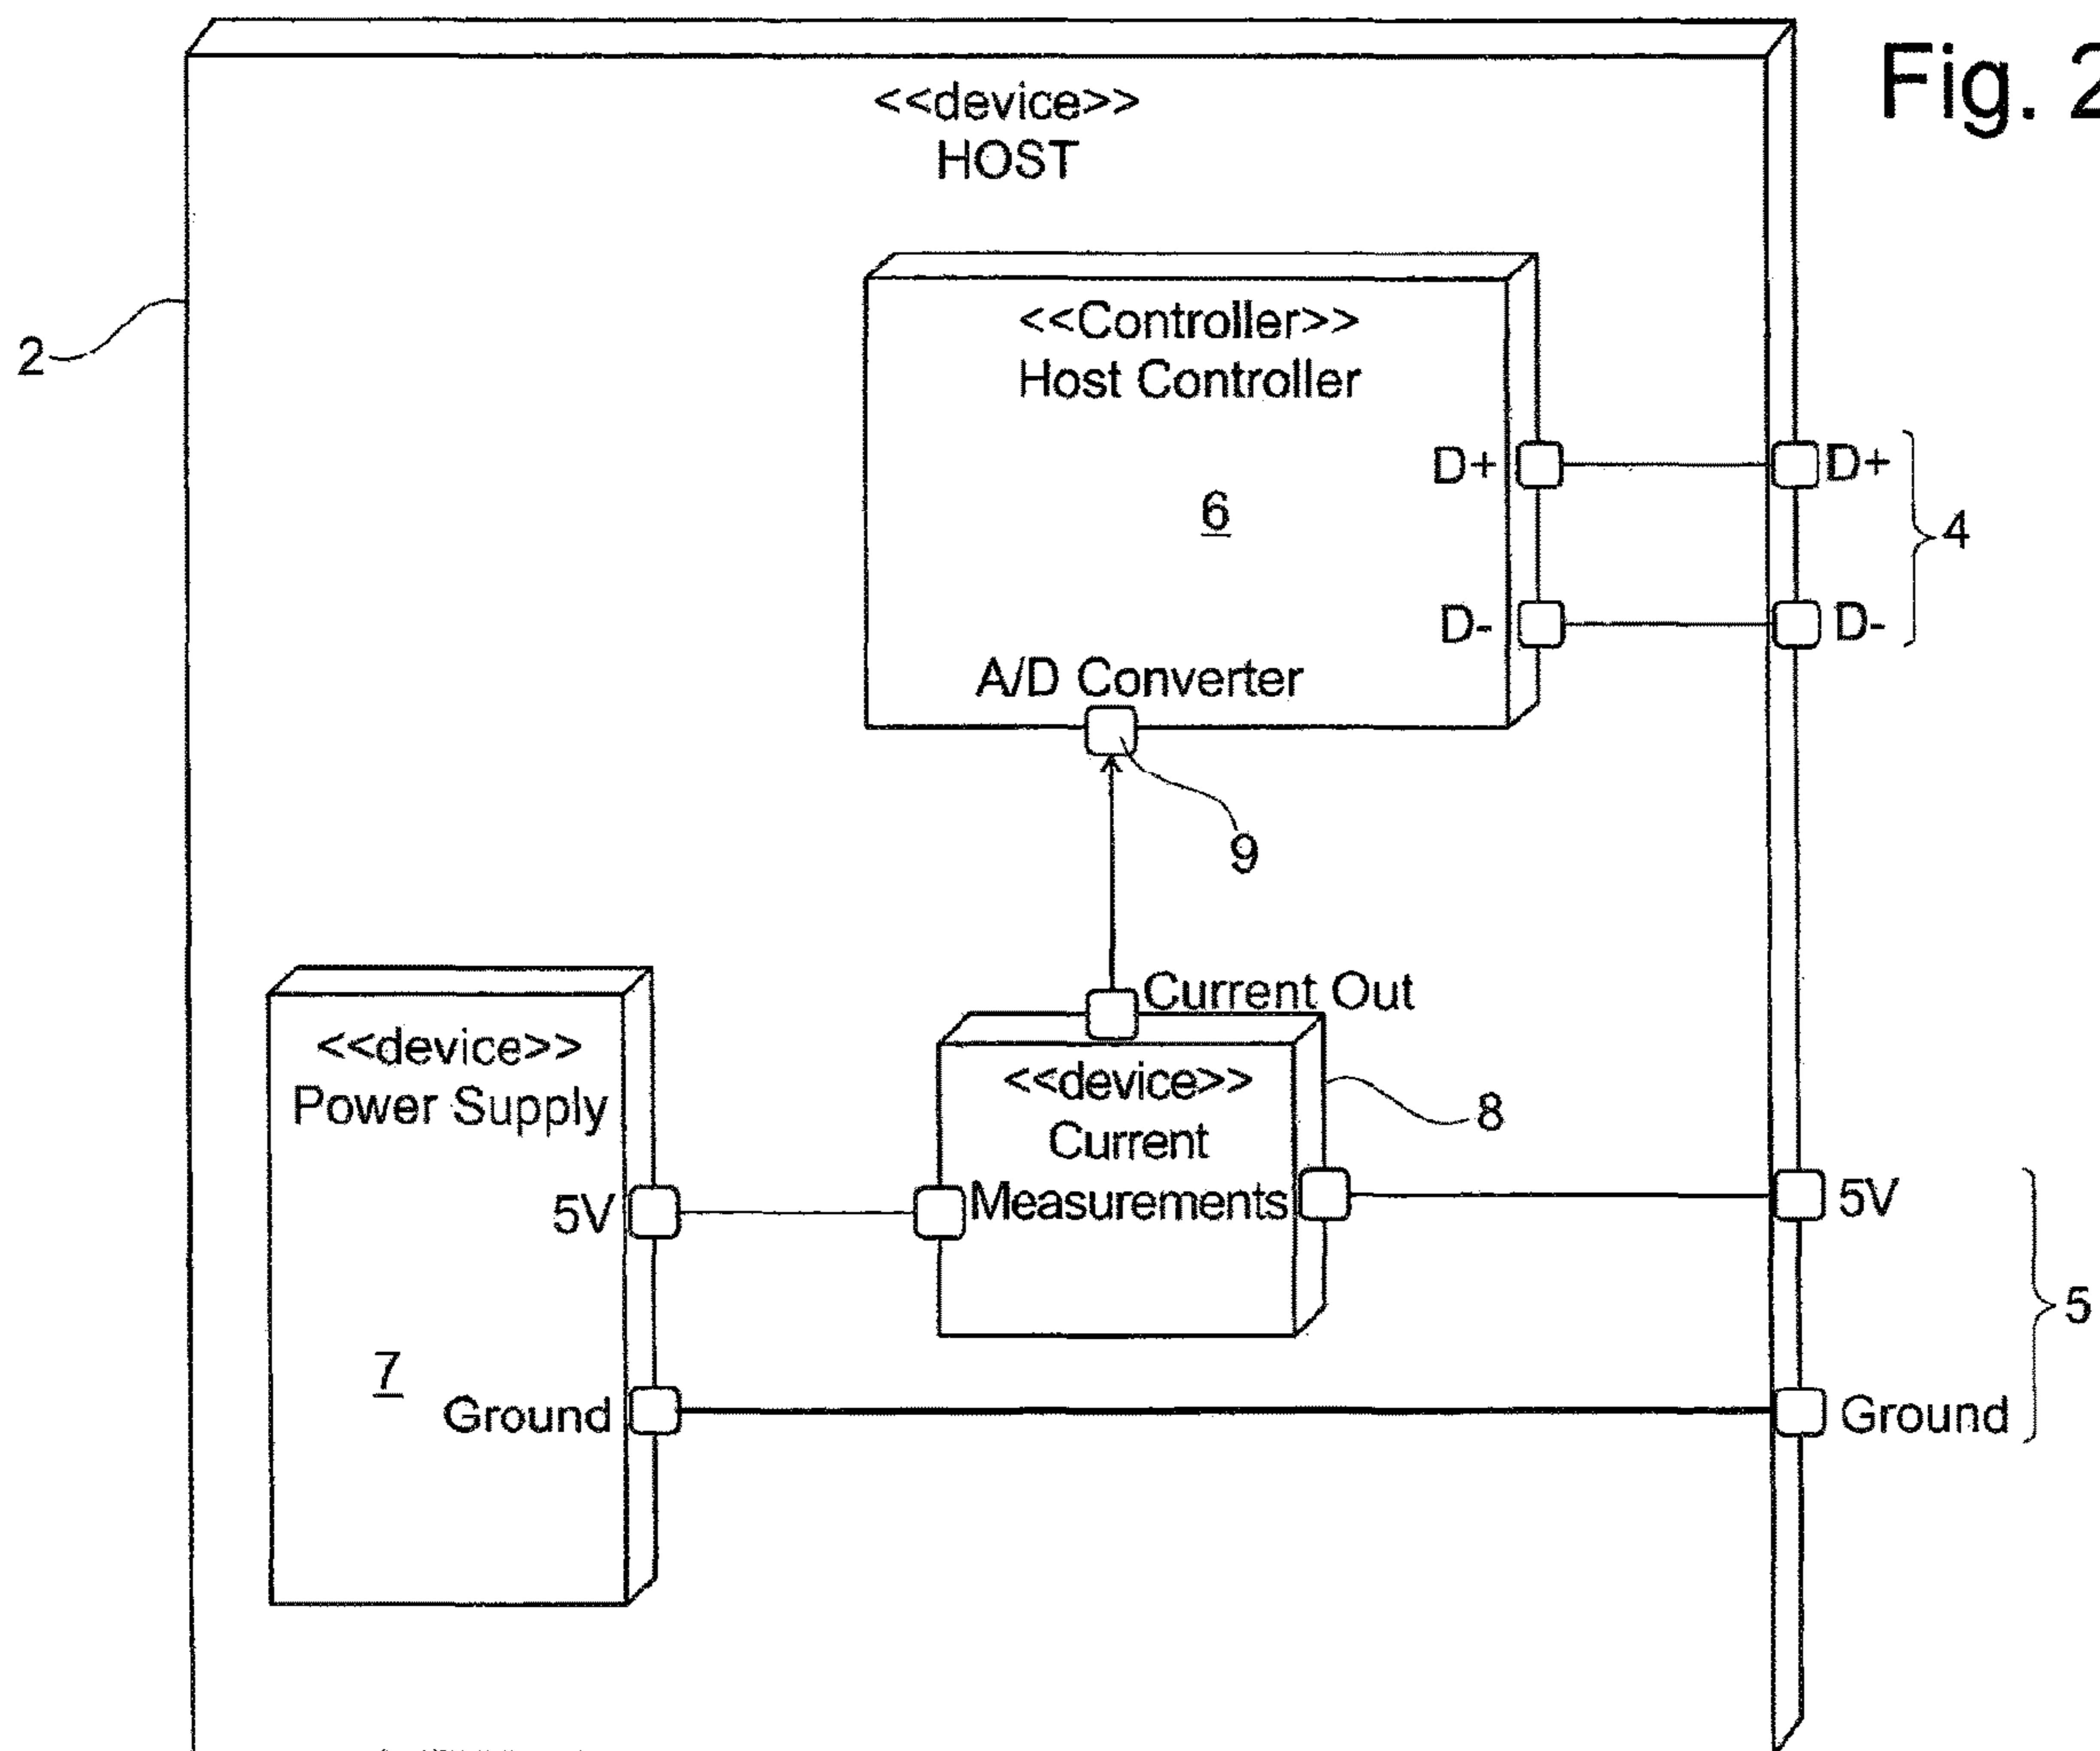 Fig. 2
<<device>>
HOST
2
<<Controller>>
Host Controller
D+
D+
6
4
D-
D-
A/D Converter
9
Current Out
<<device>>
Power Supply
<<device>>
Current
Measurements
8
5V
5V
5
7
Ground
Ground